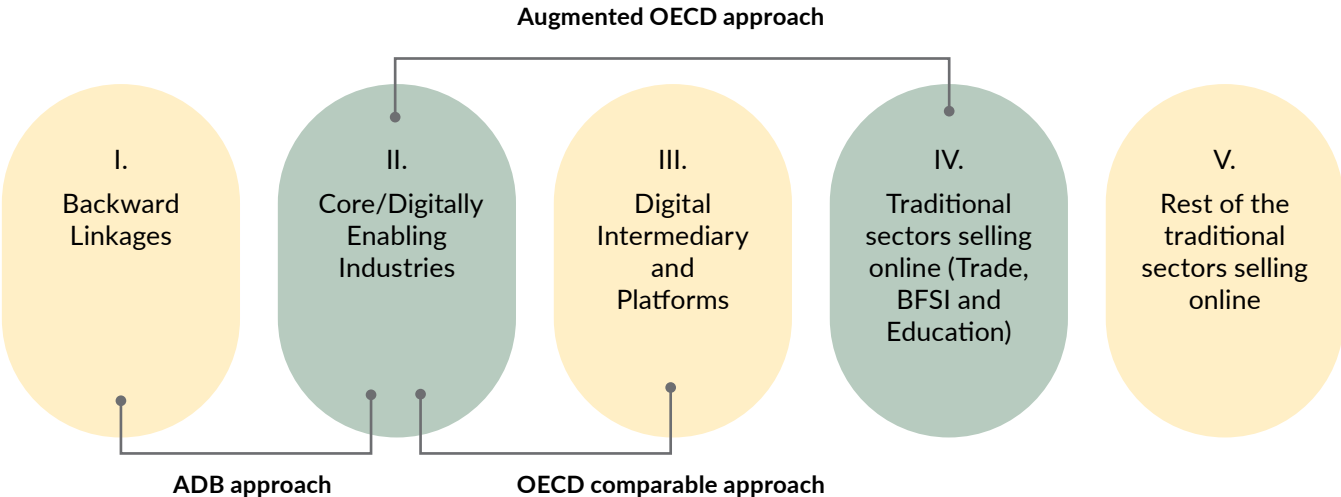 Augmented OECD approach
I.
Backward
Linkages
II.
Core/Digitally
Enabling
Industries
III.
Digital
Intermediary
and
Platforms
IV.
Traditional
sectors selling
online (Trade,
BFSI and
Education)
V.
Rest of the
traditional
sectors selling
online
ADB approach
OECD comparable approach